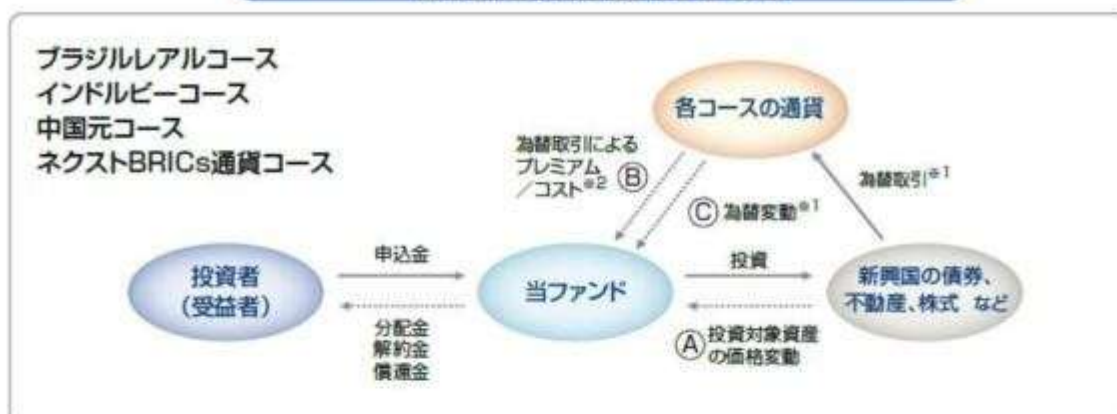 ブラジルレアルコース
インドルピーコース
中国元コース
ネクストBRICs通貨コース
各コースの通貨
為替取引による
プレミアム
／コスト※2 Ⓑ
Ⓒ 為替変動※1
為替取引※1
投資者
(受益者)
申込金
分配金
解約金
償還金
当ファンド
投資
Ⓐ 投資対象資産
の価格変動
新興国の債券、
不動産、株式 など